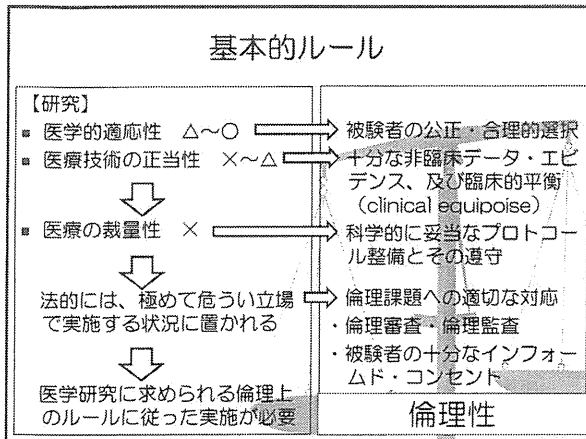 基本的ルール
【研究】
■ 医学的適応性 △～○
■ 医療技術の正当性 ×～△
■ 医療の裁量性 ×
法的には、極めて危うい立場
で実施する状況に置かれる
医学研究に求められる倫理上
のルールに従った実施が必要
被験者の公正・合理的選択
十分な非臨床データ・エビ
デンス、及び臨床的平衡
（clinical equipoise）
科学的に妥当なプロトコー
ル整備とその遵守
倫理課題への適切な対応
・倫理審査・倫理監査
・被験者の十分なインフォー
ムド・コンセント
倫理性